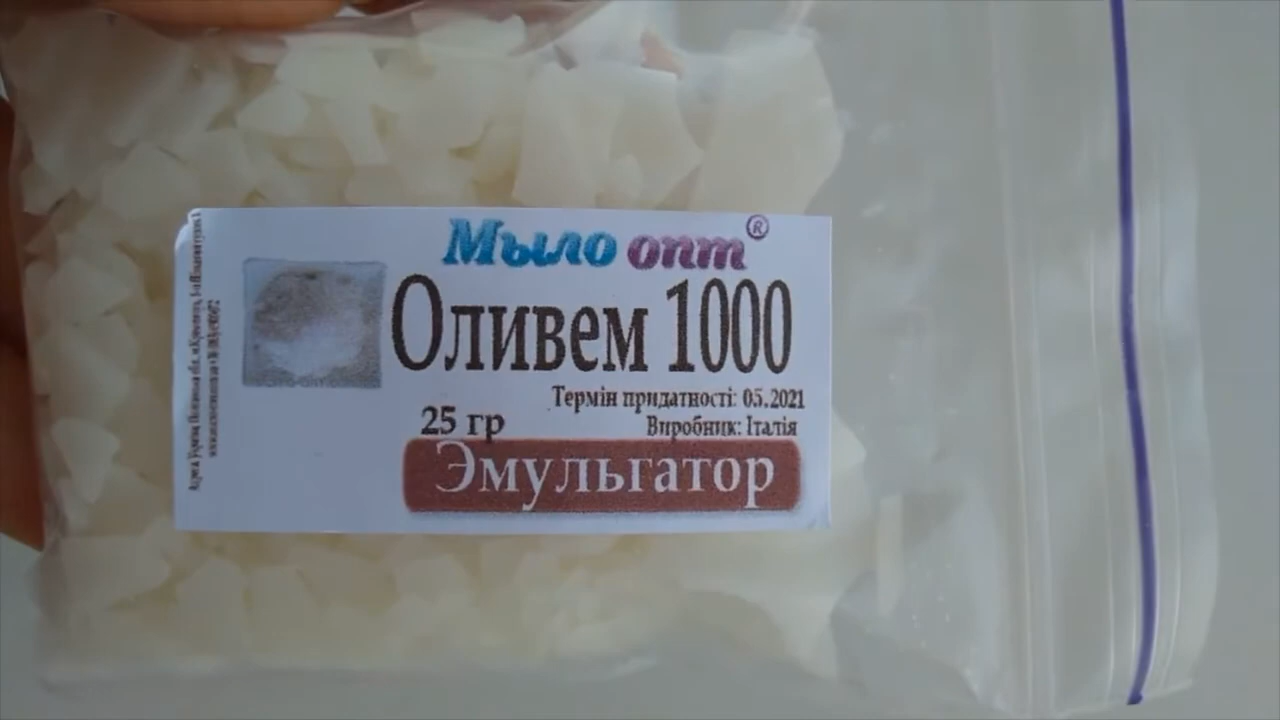 Мыло опт®
Оливем 1000
Термін придатності: 05.2021
25 гр
Виробник: Італія
Эмульгатор